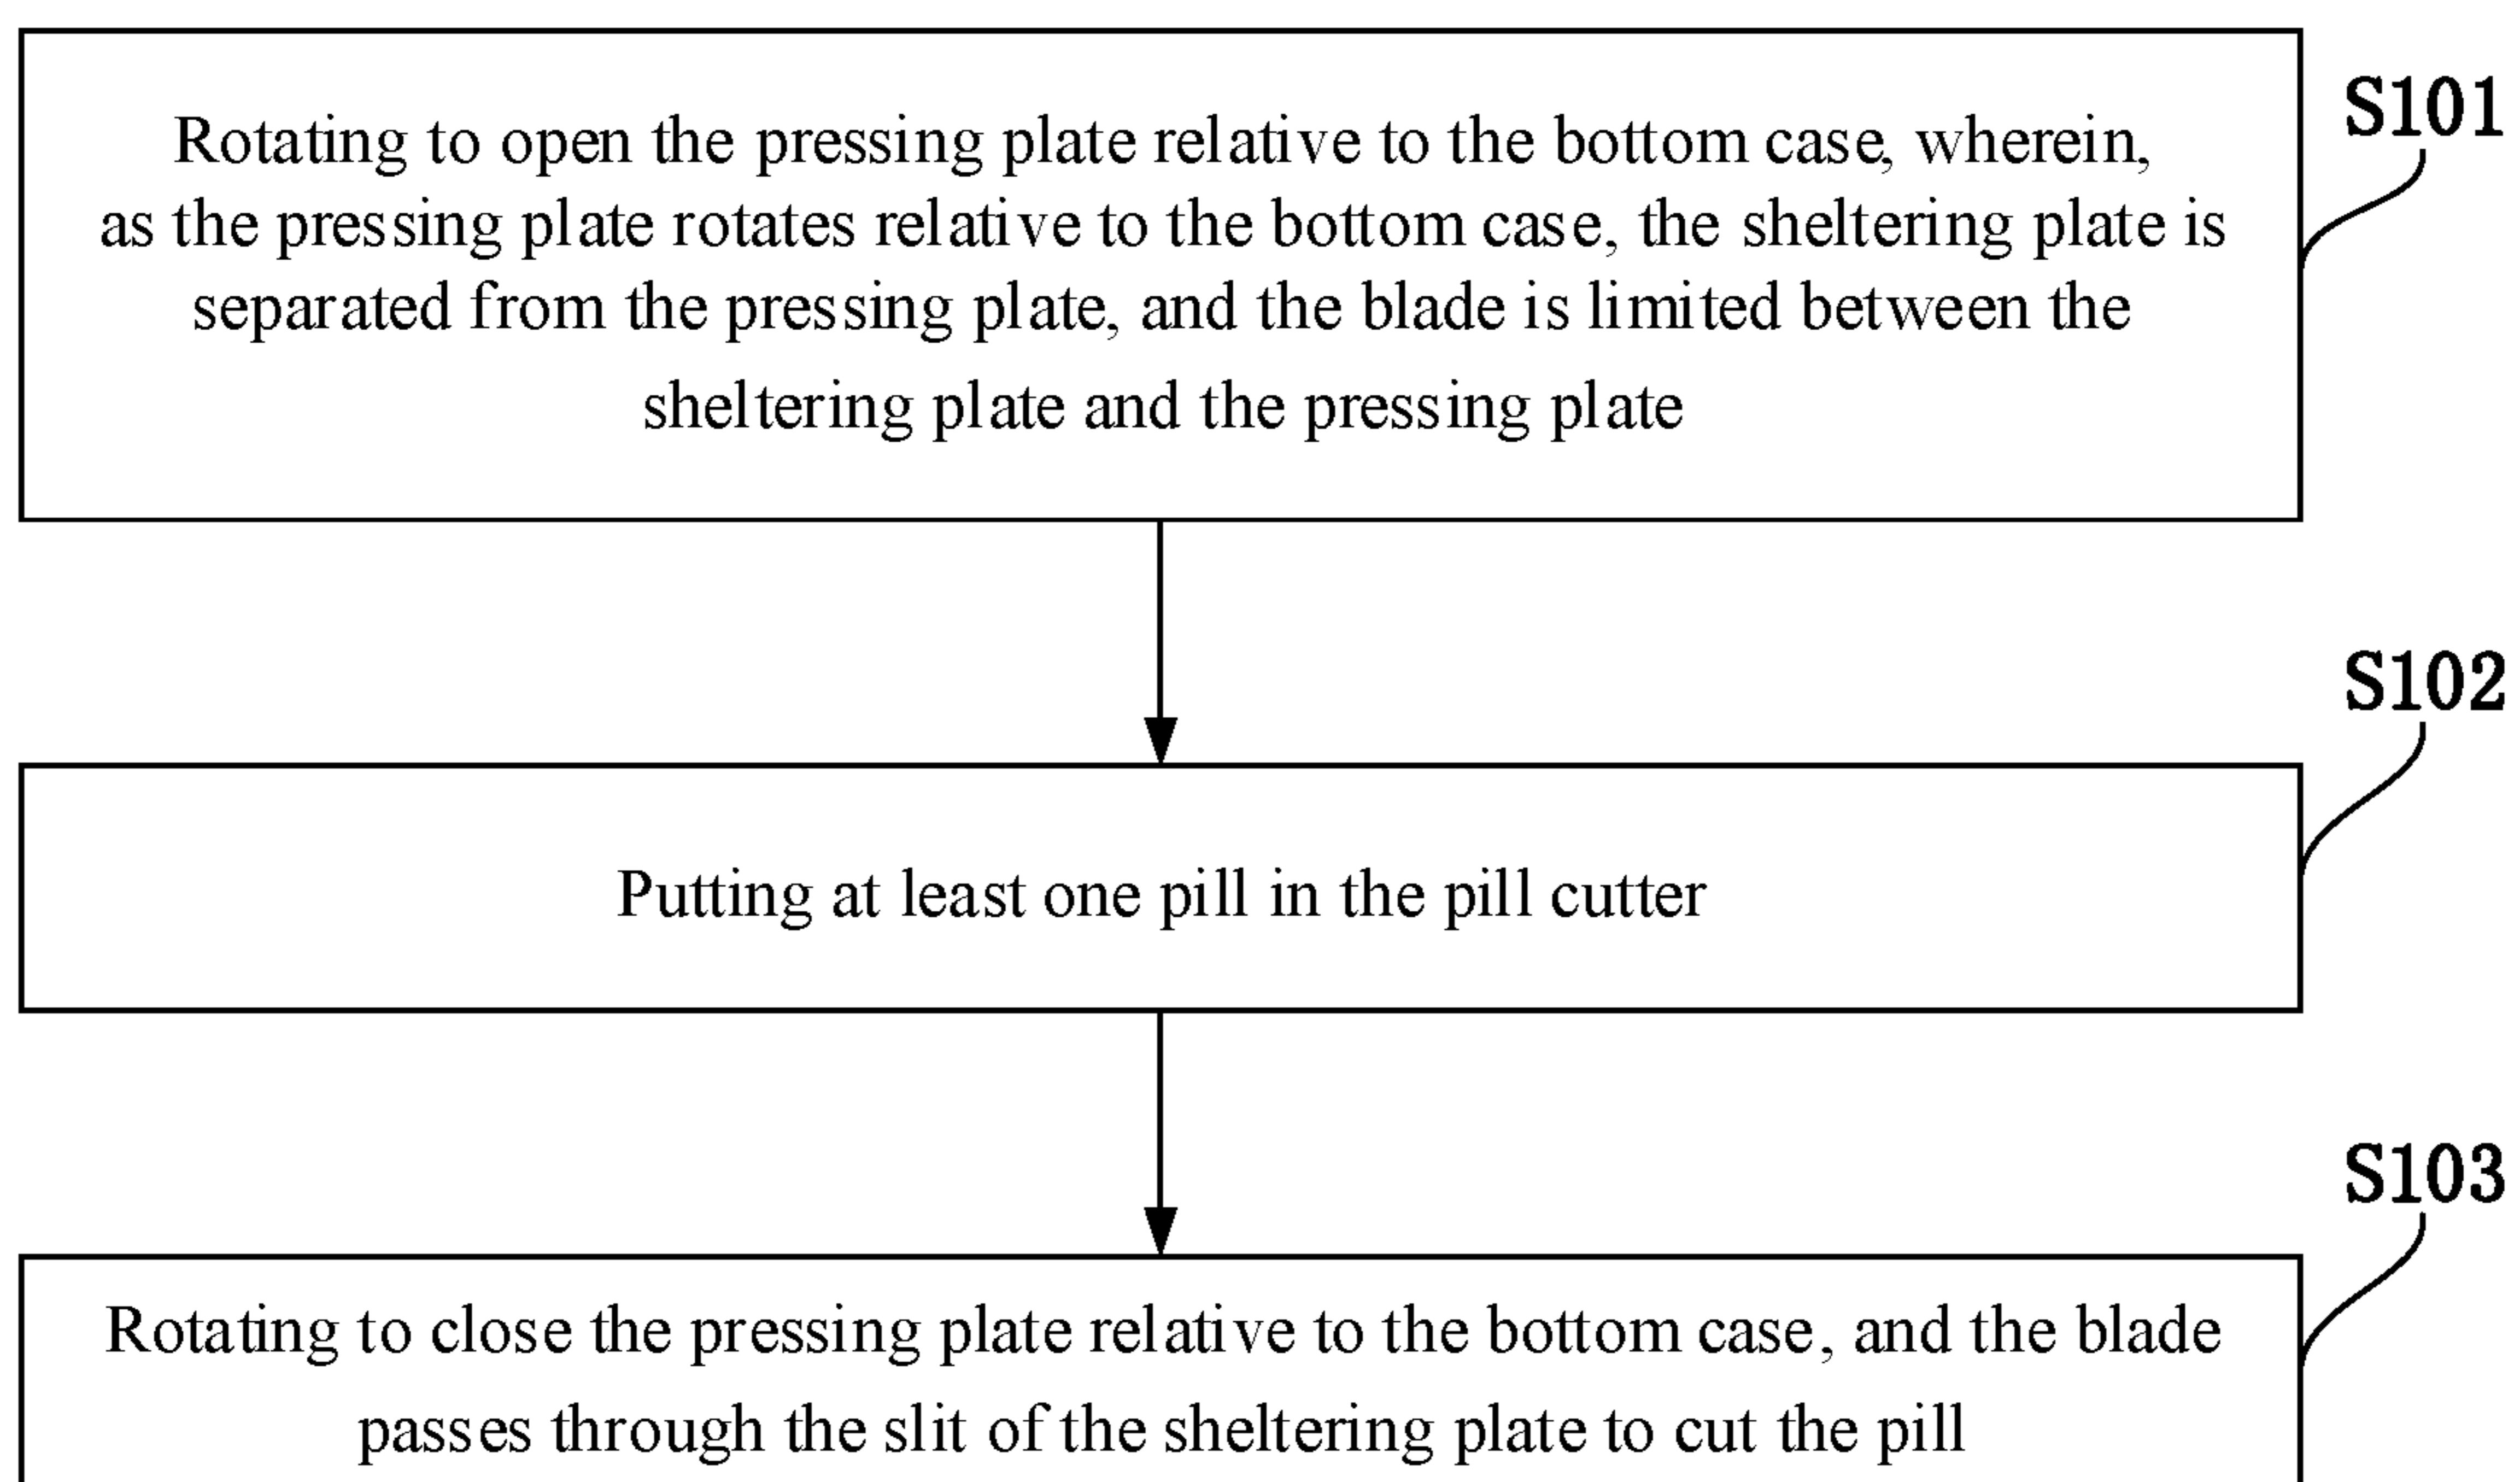 Rotating to open the pressing plate relative to the bottom case, wherein,
as the pressing plate rotates relative to the bottom case, the sheltering plate is
separated from the pressing plate, and the blade is limited between the
sheltering plate and the pressing plate
S101
Putting at least one pill in the pill cutter
S102
Rotating to close the pressing plate relative to the bottom case, and the blade
passes through the slit of the sheltering plate to cut the pill
S103